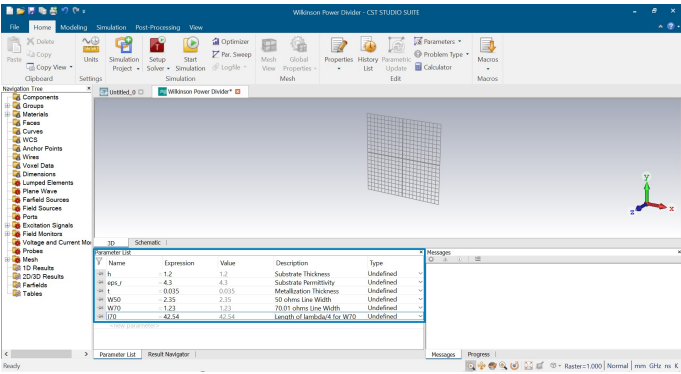 Wilkinson Power Divider - CST STUDIO SUITE
File Home Modeling Simulation Post-Processing View
Paste
Delete
Copy
Copy View
Clipboard
Units
Settings
Simulation Project
Setup Solver
Start Simulation
Optimizer
Par. Sweep
Logfile
Simulation
Mesh View
Global Properties
Mesh
Properties
History List
Parametric Update
Parameters
Problem Type
Calculator
Edit
Macros
Macros
Navigation Tree
Components
Groups
Materials
Faces
Curves
WCS
Anchor Points
Wires
Voxel Data
Dimensions
Lumped Elements
Plane Wave
Farfield Sources
Field Sources
Ports
Excitation Signals
Field Monitors
Voltage and Current Mon
Probes
Mesh
1D Results
2D/3D Results
Farfields
Tables
Untitled_0
Wilkinson Power Divider*
y
z
x
3D Schematic
Parameter List
Name Expression Value Description Type
h = 1.2 1.2 Substrate Thickness Undefined
eps_r = 4.3 4.3 Substrate Permittivity Undefined
t = 0.035 0.035 Metallization Thickness Undefined
W50 = 2.35 2.35 50 ohms Line Width Undefined
W70 = 1.23 1.23 70.01 ohms Line Width Undefined
l70 = 42.54 42.54 Length of lambda/4 for W70 Undefined
<new parameter>
Parameter List Result Navigator
Messages
Messages Progress
Ready
Raster=1.000 Normal mm GHz ns K